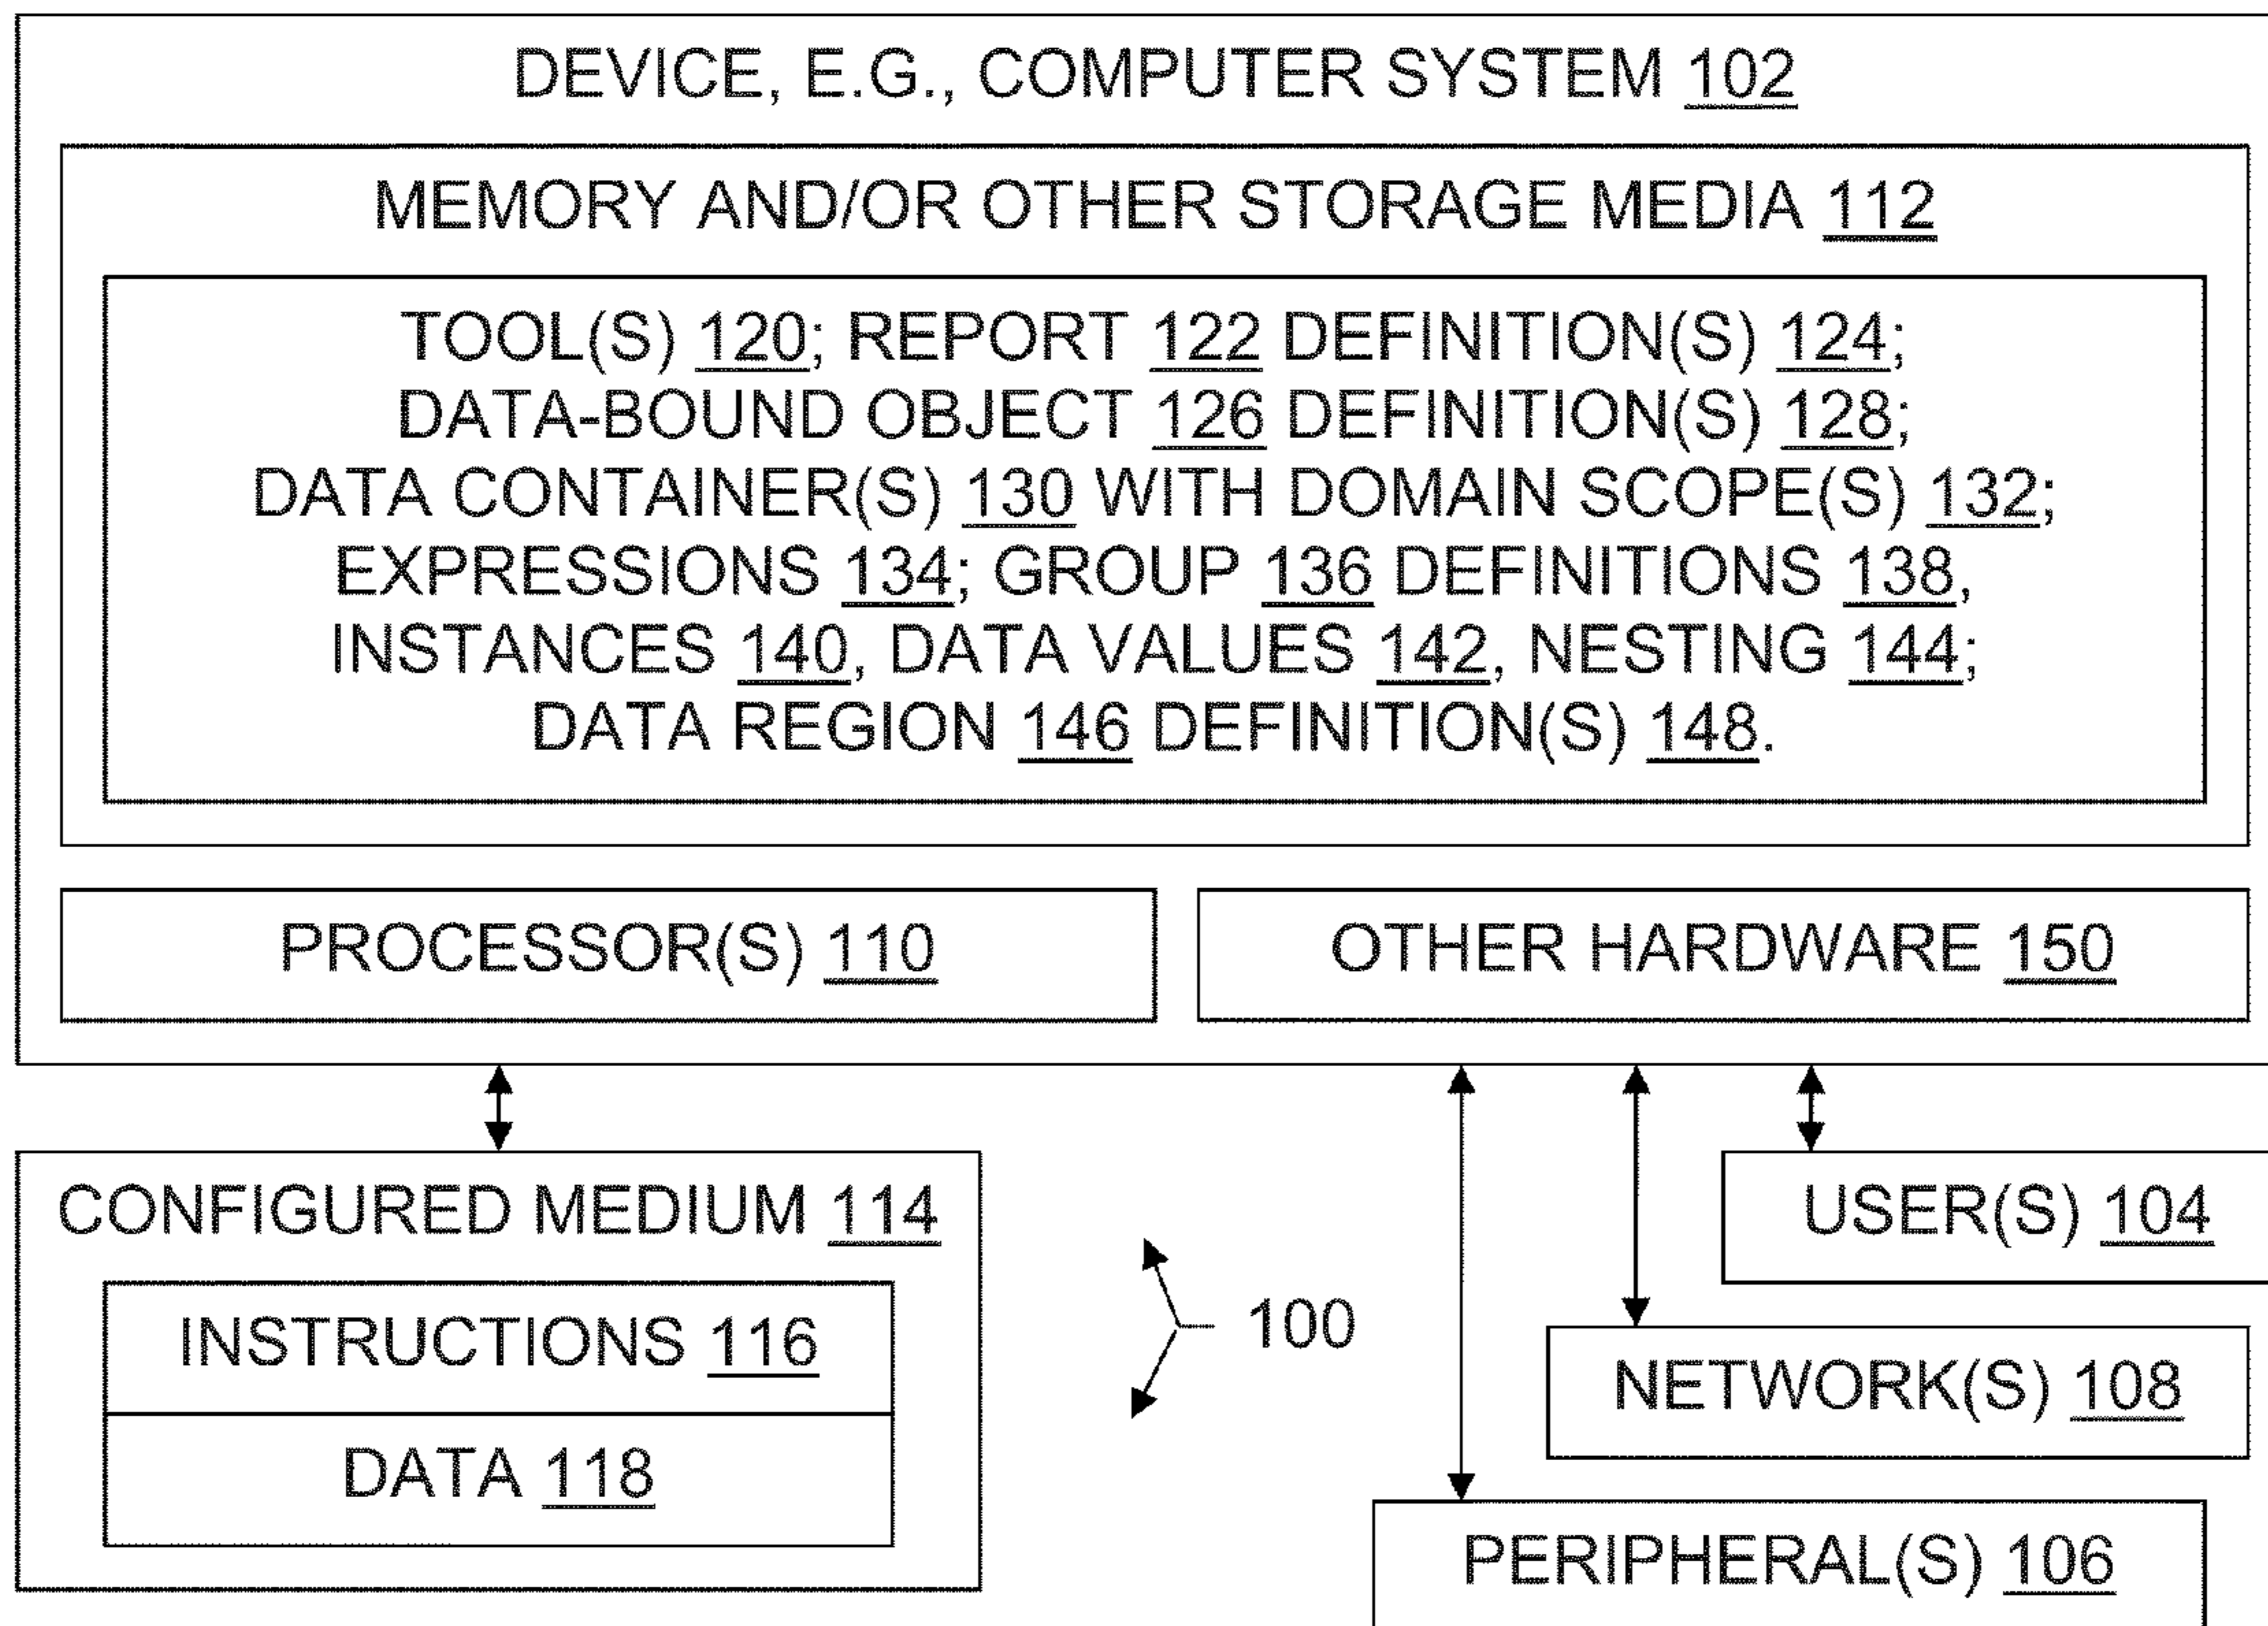 DEVICE, E.G., COMPUTER SYSTEM 102
MEMORY AND/OR OTHER STORAGE MEDIA 112
TOOL(S) 120; REPORT 122 DEFINITION(S) 124;
DATA-BOUND OBJECT 126 DEFINITION(S) 128;
DATA CONTAINER(S) 130 WITH DOMAIN SCOPE(S) 132;
EXPRESSIONS 134; GROUP 136 DEFINITIONS 138,
INSTANCES 140, DATA VALUES 142, NESTING 144;
DATA REGION 146 DEFINITION(S) 148.
PROCESSOR(S) 110
OTHER HARDWARE 150
CONFIGURED MEDIUM 114
INSTRUCTIONS 116
DATA 118
100
USER(S) 104
NETWORK(S) 108
PERIPHERAL(S) 106